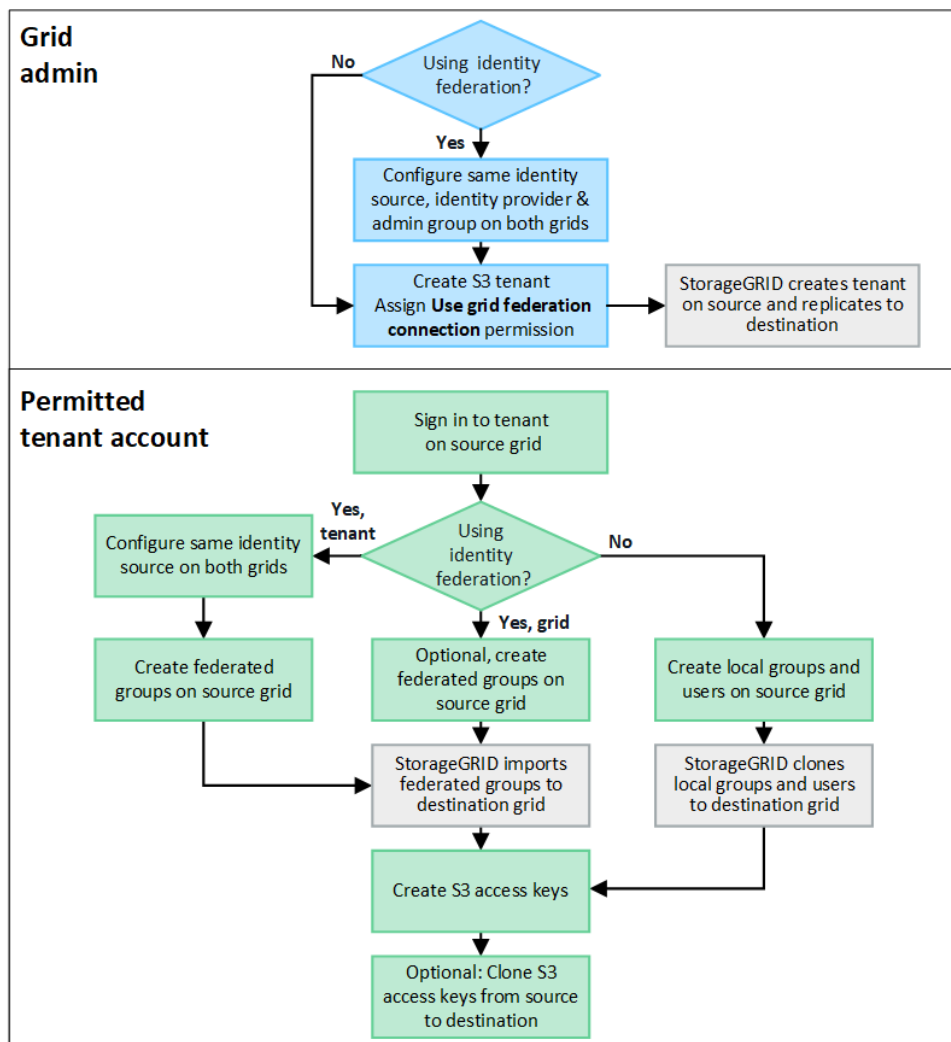 Grid
admin
No
Using identity
federation?
Yes
Configure same identity
source, identity provider &
admin group on both grids
Create S3 tenant
Assign Use grid federation
connection permission
StorageGRID creates tenant
on source and replicates to
destination
Permitted
tenant account
Sign in to tenant
on source grid
Yes,
tenant
Configure same identity
source on both grids
Using
identity
federation?
No
Yes, grid
Create federated
groups on source grid
Optional, create
federated groups on
source grid
Create local groups and
users on source grid
StorageGRID imports
federated groups to
destination grid
StorageGRID clones
local groups and users
to destination grid
Create S3 access keys
Optional: Clone S3
access keys from source
to destination